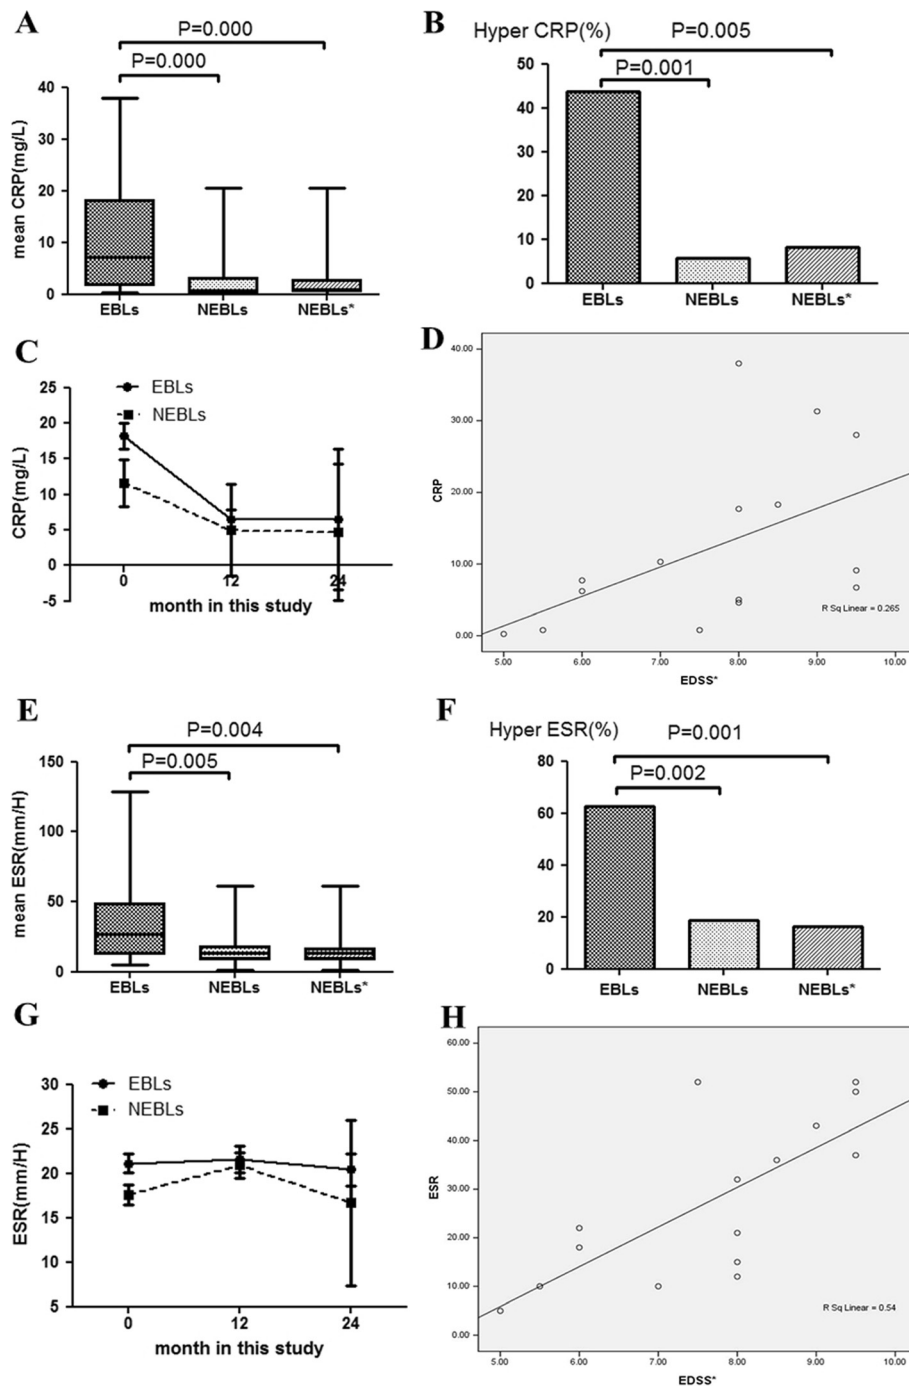 A
P=0.000
P=0.000
mean CRP(mg/L)
40
30
20
10
0
EBLs
NEBLs
NEBLs*
B
Hyper CRP(%)
P=0.005
P=0.001
50
40
30
20
10
0
EBLs
NEBLs
NEBLs*
C
EBLs
NEBLs
CRP(mg/L)
25
20
15
10
5
0
-5
0
12
24
month in this study
D
CRP
40.00
30.00
20.00
10.00
0.00
R Sq Linear = 0.265
5.00
6.00
7.00
8.00
9.00
10.00
EDSS*
E
P=0.004
P=0.005
mean ESR(mm/H)
150
100
50
0
EBLs
NEBLs
NEBLs*
F
Hyper ESR(%)
P=0.001
P=0.002
80
60
40
20
0
EBLs
NEBLs
NEBLs*
G
EBLs
NEBLs
ESR(mm/H)
30
25
20
15
10
5
0
12
24
month in this study
H
ESR
60.00
50.00
40.00
30.00
20.00
10.00
0.00
R Sq Linear = 0.54
5.00
6.00
7.00
8.00
9.00
10.00
EDSS*